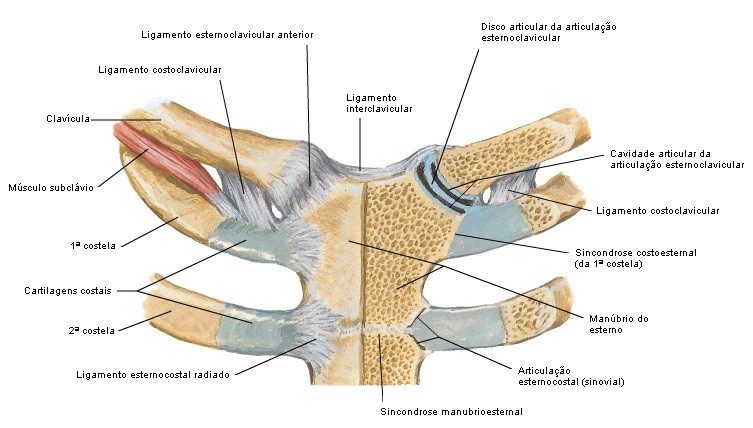 Ligamento esternoclavicular anterior
Disco articular da articulação
esternoclavicular
Ligamento costoclavicular
Ligamento
interclavicular
Clavícula
Cavidade articular da
articulação esternoclavicular
Músculo subclávio
Ligamento costoclavicular
1ª costela
Sincondrose costoesternal
(da 1ª costela)
Cartilagens costais
Manúbrio do
esterno
2ª costela
Ligamento esternocostal radiado
Articulação
esternocostal (sinovial)
Sincondrose manubrioesternal